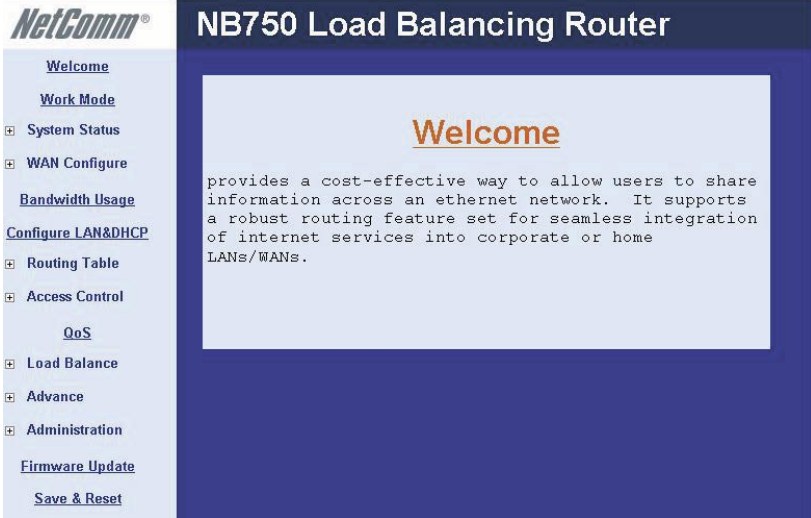 NetComm®
NB750 Load Balancing Router
Welcome
Work Mode
System Status
WAN Configure
Bandwidth Usage
Configure LAN&DHCP
Routing Table
Access Control
QoS
Load Balance
Advance
Administration
Firmware Update
Save & Reset
Welcome
provides a cost-effective way to allow users to share
information across an ethernet network.  It supports
a robust routing feature set for seamless integration
of internet services into corporate or home
LANs/WANs.